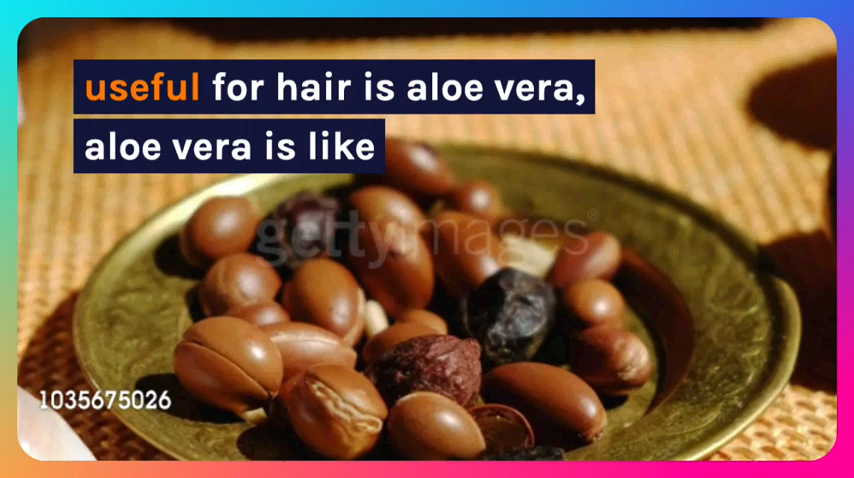 useful for hair is aloe vera,
aloe vera is like
gettyimages®
1035675026